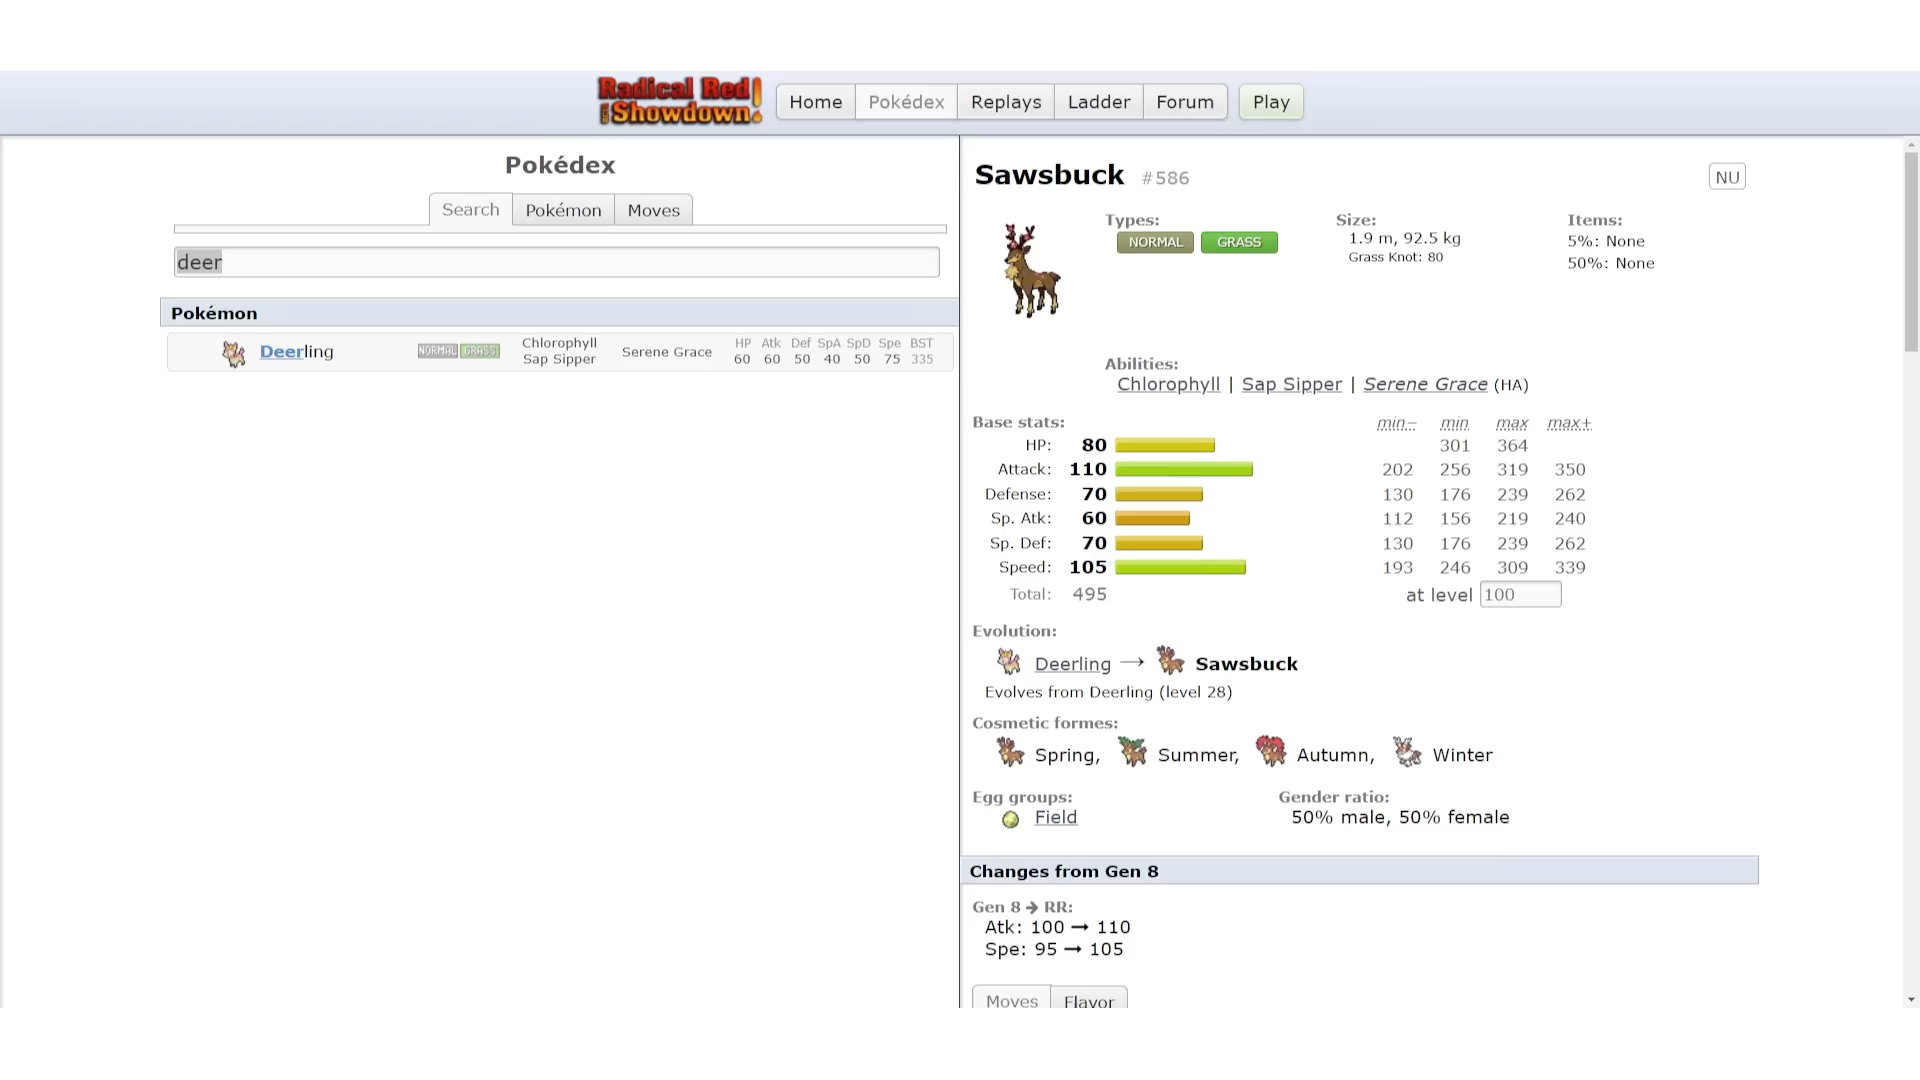 Radical Red
Showdown!
Home Pokédex Replays Ladder Forum Play
Pokédex
Search Pokémon Moves
deer
Pokémon
Deerling NORMAL GRASS Chlorophyll Sap Sipper Serene Grace HP 60 Atk 60 Def 50 SpA 40 SpD 50 Spe 75 BST 335
Sawsbuck #586 NU
Types: Size: Items:
NORMAL GRASS 1.9 m, 92.5 kg 5%: None
Grass Knot: 80 50%: None
Abilities:
Chlorophyll | Sap Sipper | Serene Grace (HA)
Base stats: min– min max max+
HP: 80 301 364
Attack: 110 202 256 319 350
Defense: 70 130 176 239 262
Sp. Atk: 60 112 156 219 240
Sp. Def: 70 130 176 239 262
Speed: 105 193 246 309 339
Total: 495 at level 100
Evolution:
Deerling → Sawsbuck
Evolves from Deerling (level 28)
Cosmetic formes:
Spring, Summer, Autumn, Winter
Egg groups: Gender ratio:
Field 50% male, 50% female
Changes from Gen 8
Gen 8 → RR:
Atk: 100 → 110
Spe: 95 → 105
Moves Flavor